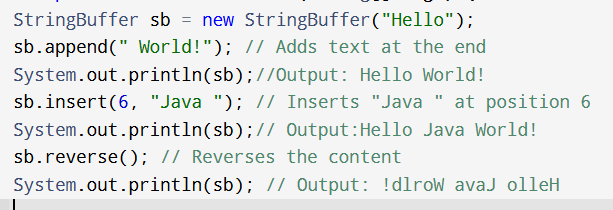 StringBuffer sb = new StringBuffer("Hello");
sb.append(" World!"); // Adds text at the end
System.out.println(sb);//Output: Hello World!
sb.insert(6, "Java "); // Inserts "Java " at position 6
System.out.println(sb);// Output:Hello Java World!
sb.reverse(); // Reverses the content
System.out.println(sb); // Output: !dlroW avaJ olleH